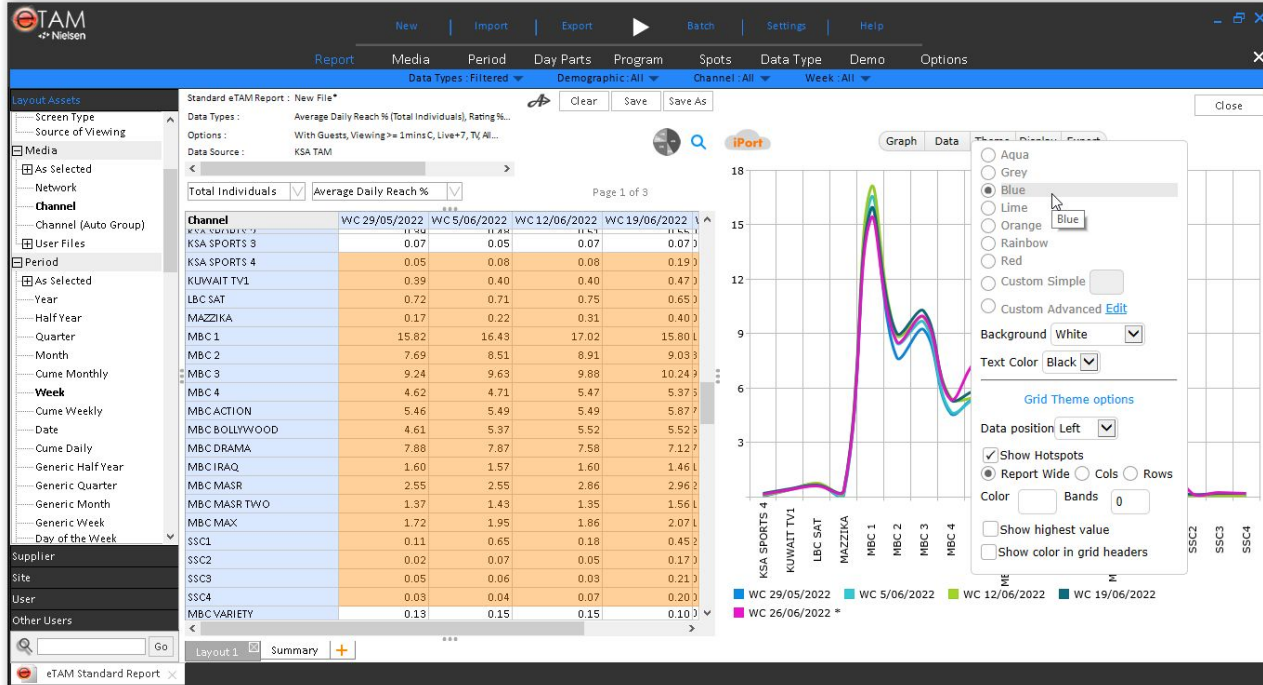 eTAM
Nielsen
New | Import | Export Batch | Settings | Help
Report Media Period Day Parts Program Spots Data Type Demo Options
Data Types : Filtered Demographic : All Channel : All Week : All
Layout Assets
Screen Type
Source of Viewing
Media
As Selected
Network
Channel
Channel (Auto Group)
User Files
Period
As Selected
Year
Half Year
Quarter
Month
Cume Monthly
Week
Cume Weekly
Date
Cume Daily
Generic Half Year
Generic Quarter
Generic Month
Generic Week
Day of the Week
Supplier
Site
User
Other Users
Go
Standard eTAM Report : New File*
Clear Save Save As
Data Types : Average Daily Reach % (Total Individuals), Rating %...
Options : With Guests, Viewing >= 1mins C, Live+7, TV, All...
Data Source : KSA TAM
Total Individuals Average Daily Reach % Page 1 of 3
Channel WC 29/05/2022 WC 5/06/2022 WC 12/06/2022 WC 19/06/2022
KSA SPORTS 3 0.07 0.05 0.07 0.07
KSA SPORTS 4 0.05 0.08 0.08 0.19
KUWAIT TV1 0.39 0.40 0.40 0.47
LBC SAT 0.72 0.71 0.75 0.65
MAZZIKA 0.17 0.22 0.31 0.40
MBC 1 15.82 16.43 17.02 15.80
MBC 2 7.69 8.51 8.91 9.03
MBC 3 9.24 9.63 9.88 10.24
MBC 4 4.62 4.71 5.47 5.37
MBC ACTION 5.46 5.49 5.49 5.87
MBC BOLLYWOOD 4.61 5.37 5.52 5.52
MBC DRAMA 7.88 7.87 7.58 7.12
MBC IRAQ 1.60 1.57 1.60 1.46
MBC MASR 2.55 2.55 2.86 2.96
MBC MASR TWO 1.37 1.43 1.35 1.56
MBC MAX 1.72 1.95 1.86 2.07
SSC1 0.11 0.65 0.18 0.45
SSC2 0.02 0.07 0.05 0.17
SSC3 0.05 0.06 0.03 0.21
SSC4 0.03 0.04 0.07 0.20
MBC VARIETY 0.13 0.15 0.15 0.10
Layout 1 Summary +
eTAM Standard Report
Close
iPort
Graph Data Theme Display Export
18
15
12
9
6
3
KSA SPORTS 4
KUWAIT TV1
LBC SAT
MAZZIKA
MBC 1
MBC 2
MBC 3
MBC 4
SSC2
SSC3
SSC4
WC 29/05/2022 WC 5/06/2022 WC 12/06/2022 WC 19/06/2022
WC 26/06/2022 *
Aqua
Grey
Blue
Lime
Blue
Orange
Rainbow
Red
Custom Simple
Custom Advanced Edit
Background White
Text Color Black
Grid Theme options
Data position Left
Show Hotspots
Report Wide Cols Rows
Color Bands 0
Show highest value
Show color in grid headers